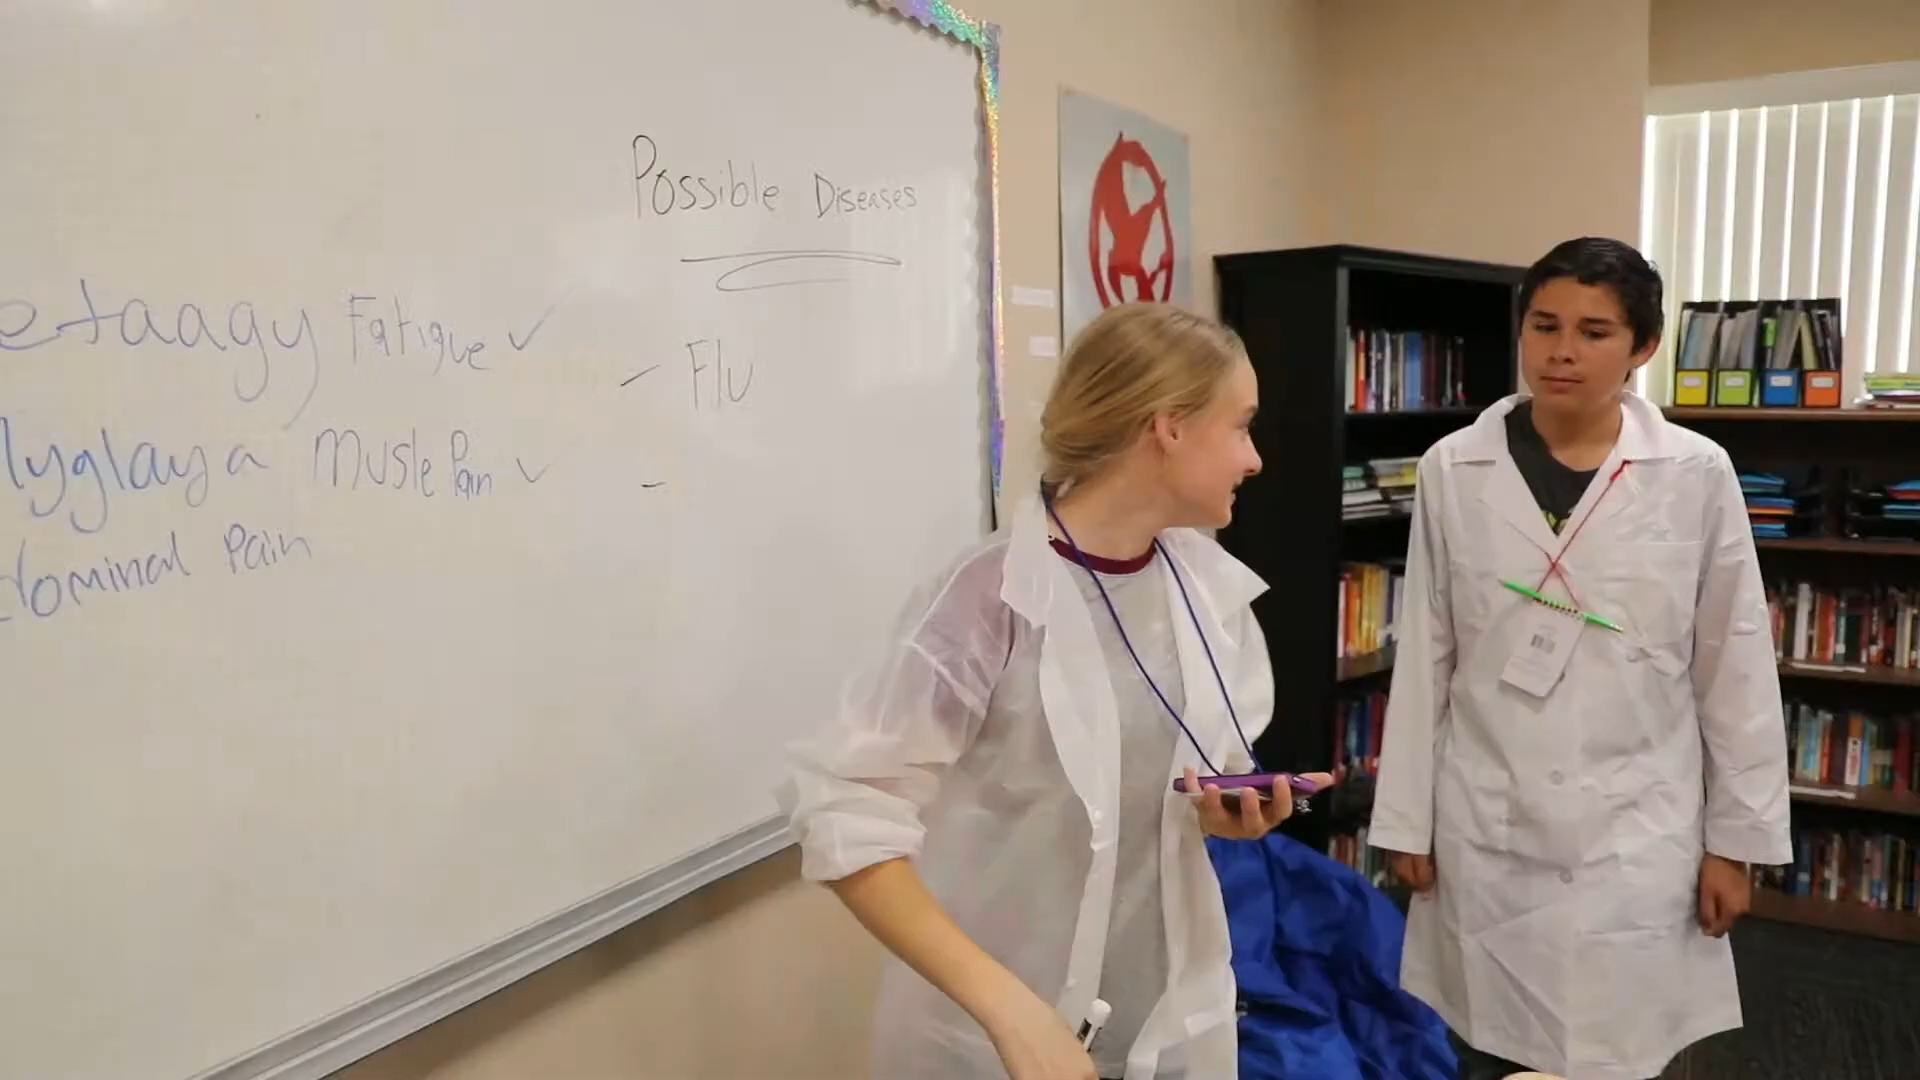 Possible Diseases
etaagy Fatigue ✓
- Flu
lyglaya Musle Pain ✓
-
dominal Pain